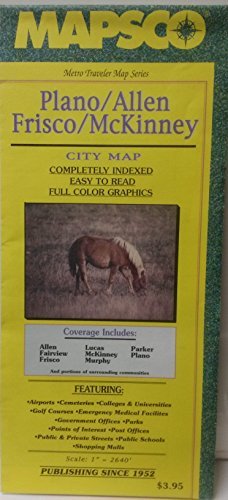 MAPSCO
Metro Traveler Map Series
Plano/Allen
Frisco/McKinney
CITY MAP
COMPLETELY INDEXED
EASY TO READ
FULL COLOR GRAPHICS
Coverage Includes:
Allen Lucas Parker
Fairview McKinney Plano
Frisco Murphy
And portions of surrounding communities
FEATURING:
•Airports •Cemeteries •Colleges & Universities
•Golf Courses •Emergency Medical Facilites
•Government Offices •Parks
•Points of Interest •Post Offices
•Public & Private Streets •Public Schools
•Shopping Malls
Scale: 1" = 2640'
$3.95
PUBLISHING SINCE 1952